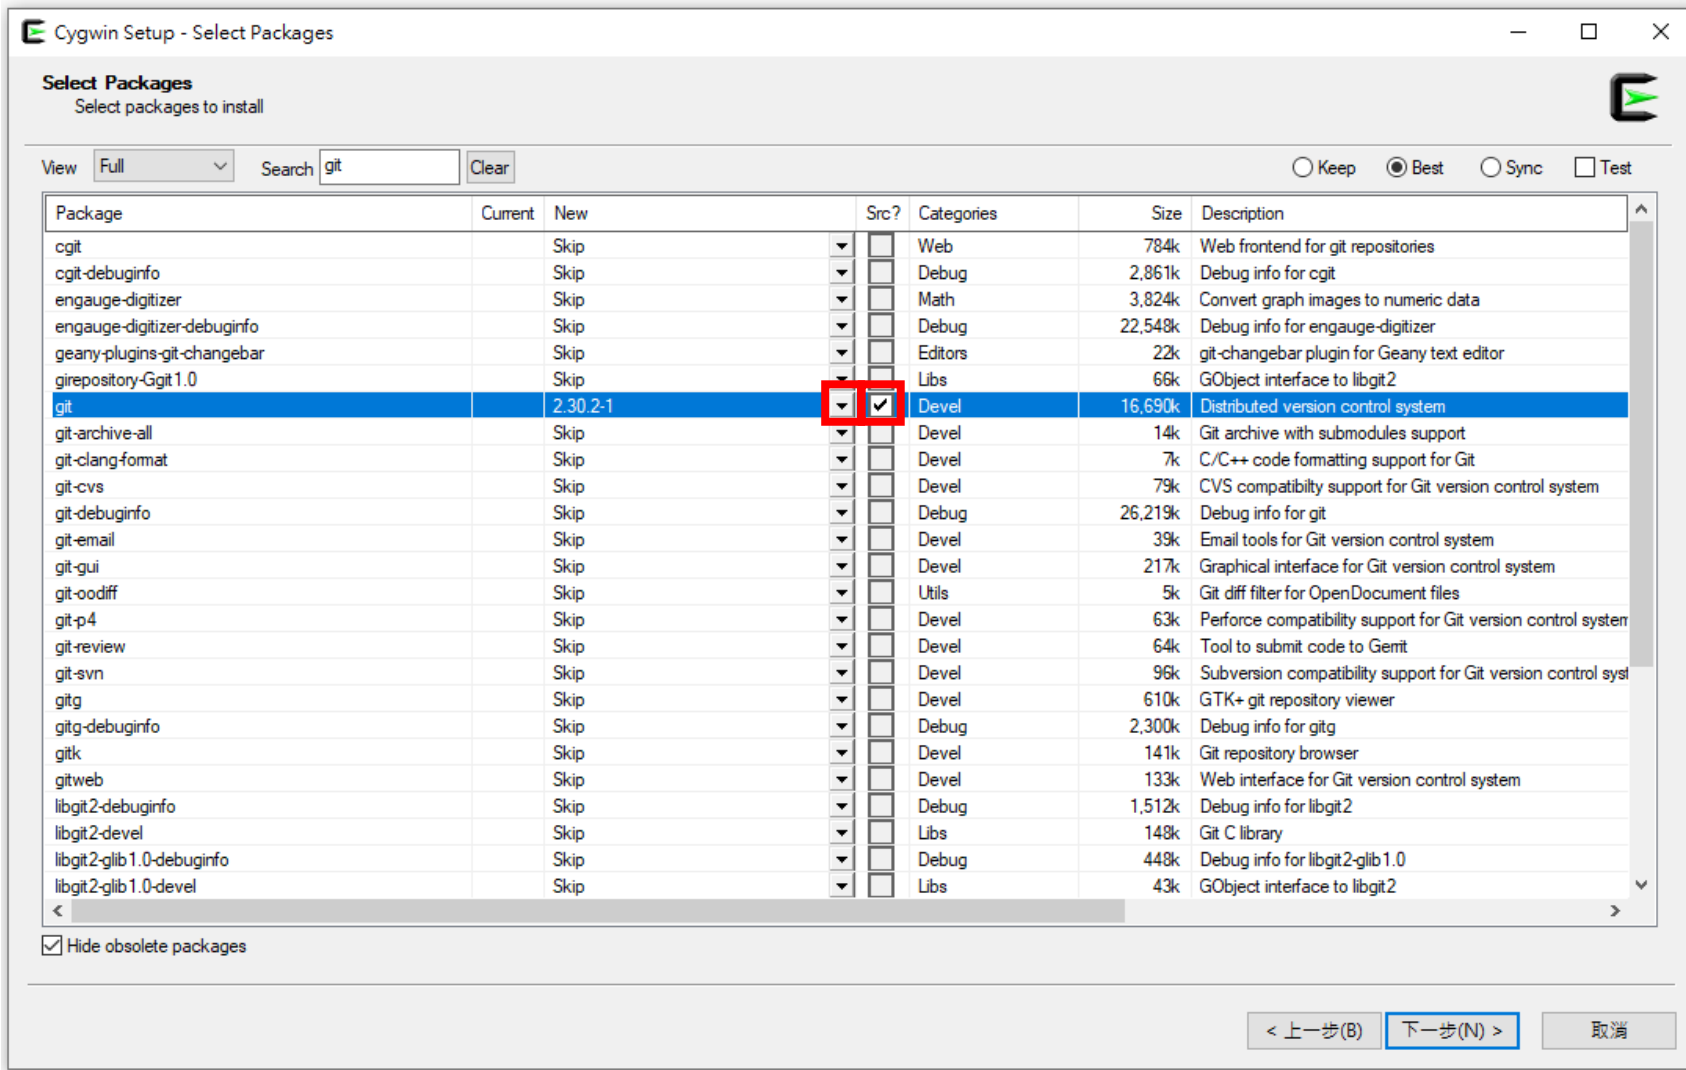 Cygwin Setup - Select Packages
Select Packages
Select packages to install
View Full Search git Clear Keep Best Sync Test
Package Current New Src? Categories Size Description
cgit Skip Web 784k Web frontend for git repositories
cgit-debuginfo Skip Debug 2,861k Debug info for cgit
engauge-digitizer Skip Math 3,824k Convert graph images to numeric data
engauge-digitizer-debuginfo Skip Debug 22,548k Debug info for engauge-digitizer
geany-plugins-git-changebar Skip Editors 22k git-changebar plugin for Geany text editor
girepository-Ggit1.0 Skip Libs 66k GObject interface to libgit2
git 2.30.2-1 Devel 16,690k Distributed version control system
git-archive-all Skip Devel 14k Git archive with submodules support
git-clang-format Skip Devel 7k C/C++ code formatting support for Git
git-cvs Skip Devel 79k CVS compatibilty support for Git version control system
git-debuginfo Skip Debug 26,219k Debug info for git
git-email Skip Devel 39k Email tools for Git version control system
git-gui Skip Devel 217k Graphical interface for Git version control system
git-oodiff Skip Utils 5k Git diff filter for OpenDocument files
git-p4 Skip Devel 63k Perforce compatibility support for Git version control system
git-review Skip Devel 64k Tool to submit code to Gerrit
git-svn Skip Devel 96k Subversion compatibility support for Git version control syst
gitg Skip Devel 610k GTK+ git repository viewer
gitg-debuginfo Skip Debug 2,300k Debug info for gitg
gitk Skip Devel 141k Git repository browser
gitweb Skip Devel 133k Web interface for Git version control system
libgit2-debuginfo Skip Debug 1,512k Debug info for libgit2
libgit2-devel Skip Libs 148k Git C library
libgit2-glib1.0-debuginfo Skip Debug 448k Debug info for libgit2-glib1.0
libgit2-glib1.0-devel Skip Libs 43k GObject interface to libgit2
Hide obsolete packages
< 上一步(B) 下一步(N) > 取消